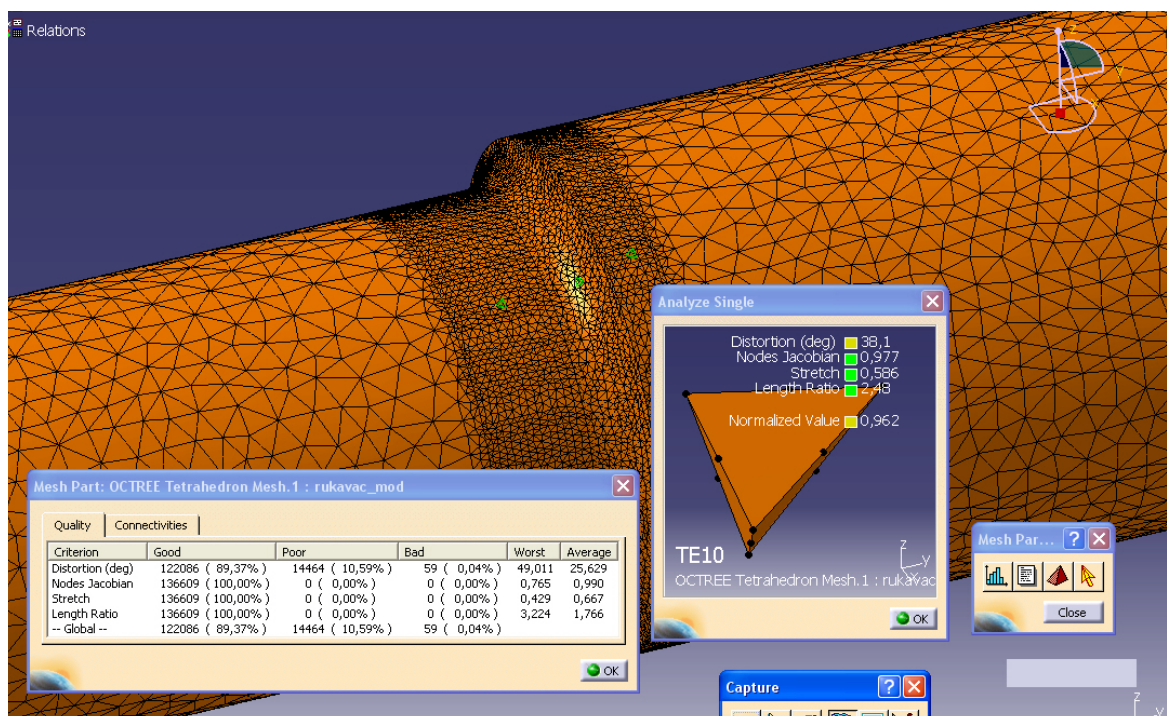 Relations
z
y
Analyze Single
Distortion (deg) 38,1
Nodes Jacobian 0,977
Stretch 0,586
Length Ratio 2,48
Normalized Value 0,962
TE10
z
y
OCTREE Tetrahedron Mesh.1 : rukavac
OK
Mesh Part: OCTREE Tetrahedron Mesh.1 : rukavac_mod
Quality Connectivities
Criterion Good Poor Bad Worst Average
Distortion (deg) 122086 ( 89,37% ) 14464 ( 10,59% ) 59 ( 0,04% ) 49,011 25,629
Nodes Jacobian 136609 ( 100,00% ) 0 ( 0,00% ) 0 ( 0,00% ) 0,765 0,990
Stretch 136609 ( 100,00% ) 0 ( 0,00% ) 0 ( 0,00% ) 0,429 0,667
Length Ratio 136609 ( 100,00% ) 0 ( 0,00% ) 0 ( 0,00% ) 3,224 1,766
-- Global -- 122086 ( 89,37% ) 14464 ( 10,59% ) 59 ( 0,04% )
OK
Mesh Par... ?
Close
Capture ?
z
y